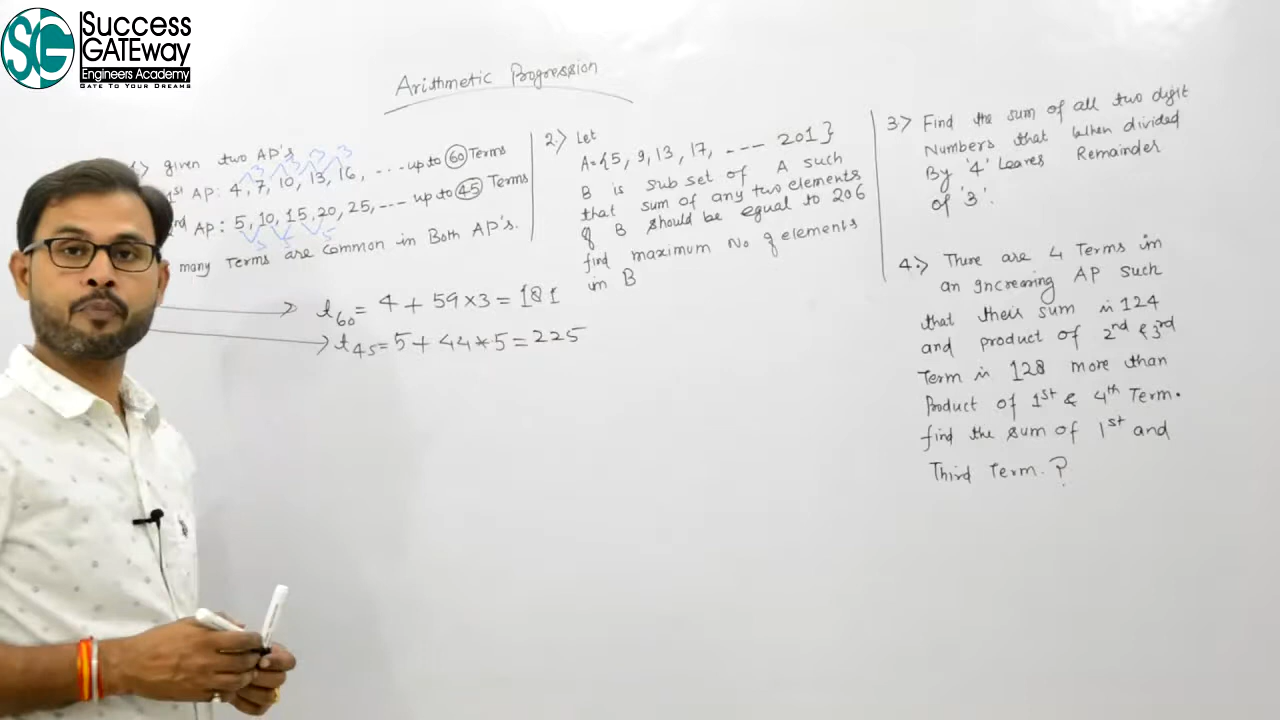 Success
GATEway
Engineers Academy
GATE TO YOUR DREAMS
Arithmetic Progression
given two AP's
1st AP: 4, 7, 10, 13, 16, .... up to 60 Terms
3 3 3 3
AP: 5, 10, 15, 20, 25, ---- up to 45 Terms
5 5 5
many Terms are common in Both AP's.
t60 = 4 + 59 × 3 = 181
t45 = 5 + 44 * 5 = 225
2.> Let
A = {5, 9, 13, 17, - --- 201}
B is sub set of A such
that sum of any two elements
of B should be equal to 206
find maximum No of elements
in B
3.> Find the sum of all two digit
Numbers that when divided
By '4' leaves Remainder
of '3'.
4.> There are 4 Terms in
an increasing AP such
that their sum is 124
and product of 2nd & 3rd
Term is 128 more than
Product of 1st & 4th Term.
find the sum of 1st and
Third Term. ?